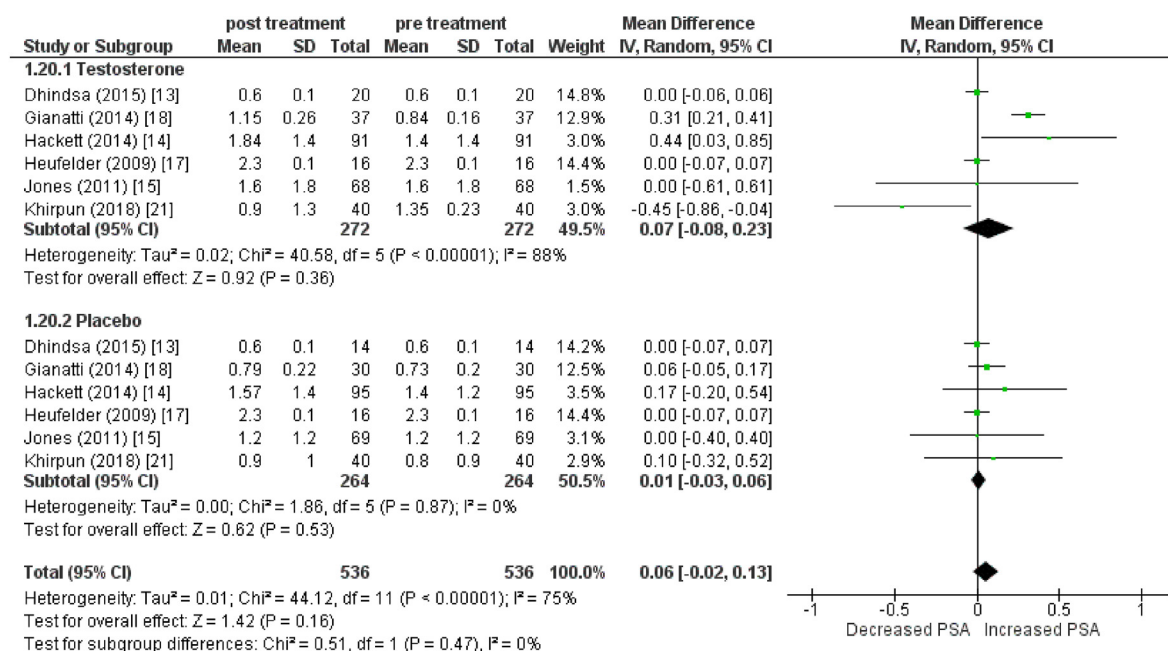 post treatment pre treatment Mean Difference Mean Difference
Study or Subgroup Mean SD Total Mean SD Total Weight IV, Random, 95% CI IV, Random, 95% CI
1.20.1 Testosterone
Dhindsa (2015) [13] 0.6 0.1 20 0.6 0.1 20 14.8% 0.00 [-0.06, 0.06]
Gianatti (2014) [18] 1.15 0.26 37 0.84 0.16 37 12.9% 0.31 [0.21, 0.41]
Hackett (2014) [14] 1.84 1.4 91 1.4 1.4 91 3.0% 0.44 [0.03, 0.85]
Heufelder (2009) [17] 2.3 0.1 16 2.3 0.1 16 14.4% 0.00 [-0.07, 0.07]
Jones (2011) [15] 1.6 1.8 68 1.6 1.8 68 1.5% 0.00 [-0.61, 0.61]
Khirpun (2018) [21] 0.9 1.3 40 1.35 0.23 40 3.0% -0.45 [-0.86, -0.04]
Subtotal (95% CI) 272 272 49.5% 0.07 [-0.08, 0.23]
Heterogeneity: Tau² = 0.02; Chi² = 40.58, df = 5 (P < 0.00001); I² = 88%
Test for overall effect: Z = 0.92 (P = 0.36)
1.20.2 Placebo
Dhindsa (2015) [13] 0.6 0.1 14 0.6 0.1 14 14.2% 0.00 [-0.07, 0.07]
Gianatti (2014) [18] 0.79 0.22 30 0.73 0.2 30 12.5% 0.06 [-0.05, 0.17]
Hackett (2014) [14] 1.57 1.4 95 1.4 1.2 95 3.5% 0.17 [-0.20, 0.54]
Heufelder (2009) [17] 2.3 0.1 16 2.3 0.1 16 14.4% 0.00 [-0.07, 0.07]
Jones (2011) [15] 1.2 1.2 69 1.2 1.2 69 3.1% 0.00 [-0.40, 0.40]
Khirpun (2018) [21] 0.9 1 40 0.8 0.9 40 2.9% 0.10 [-0.32, 0.52]
Subtotal (95% CI) 264 264 50.5% 0.01 [-0.03, 0.06]
Heterogeneity: Tau² = 0.00; Chi² = 1.86, df = 5 (P = 0.87); I² = 0%
Test for overall effect: Z = 0.62 (P = 0.53)
Total (95% CI) 536 536 100.0% 0.06 [-0.02, 0.13]
Heterogeneity: Tau² = 0.01; Chi² = 44.12, df = 11 (P < 0.00001); I² = 75%
Test for overall effect: Z = 1.42 (P = 0.16)
Test for subgroup differences: Chi² = 0.51, df = 1 (P = 0.47), I² = 0%
-1 -0.5 0 0.5 1
Decreased PSA Increased PSA